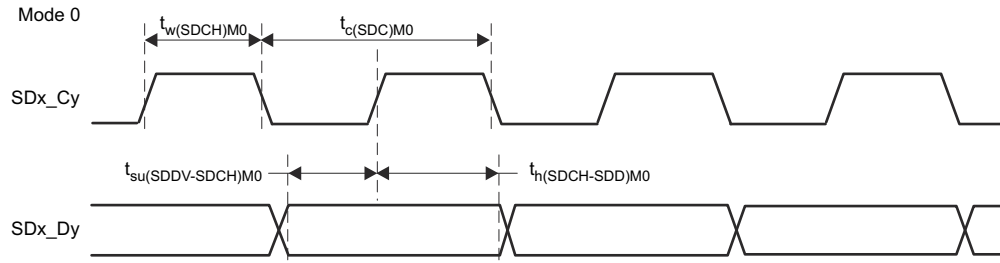 Mode 0
tw(SDCH)M0
tc(SDC)M0
SDx_Cy
tsu(SDDV-SDCH)M0
th(SDCH-SDD)M0
SDx_Dy